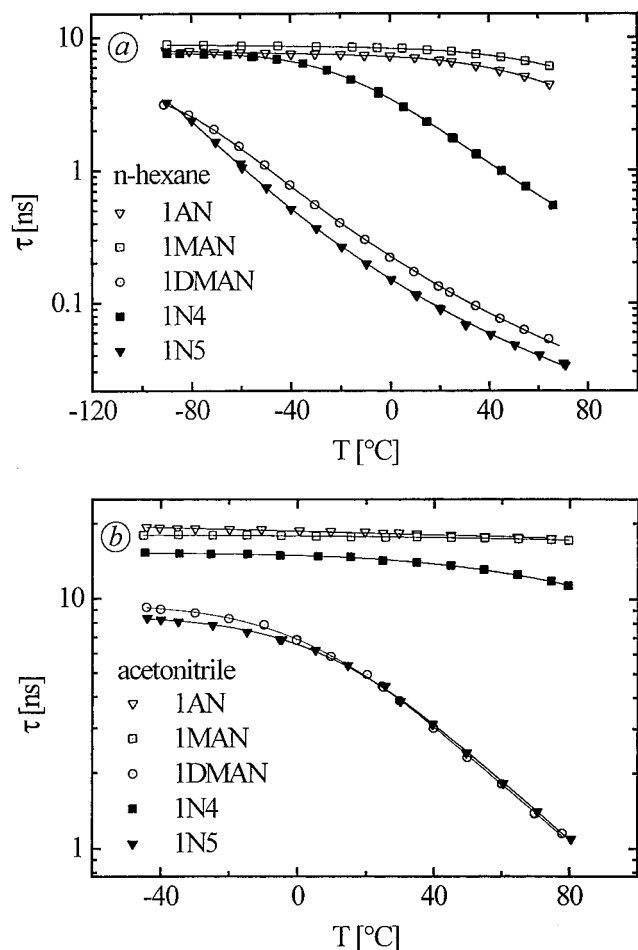 a
10
1
0.1
τ [ns]
n-hexane
1AN
1MAN
1DMAN
1N4
1N5
-120 -80 -40 0 40 80
T [°C]
b
10
1
τ [ns]
acetonitrile
1AN
1MAN
1DMAN
1N4
1N5
-40 0 40 80
T [°C]